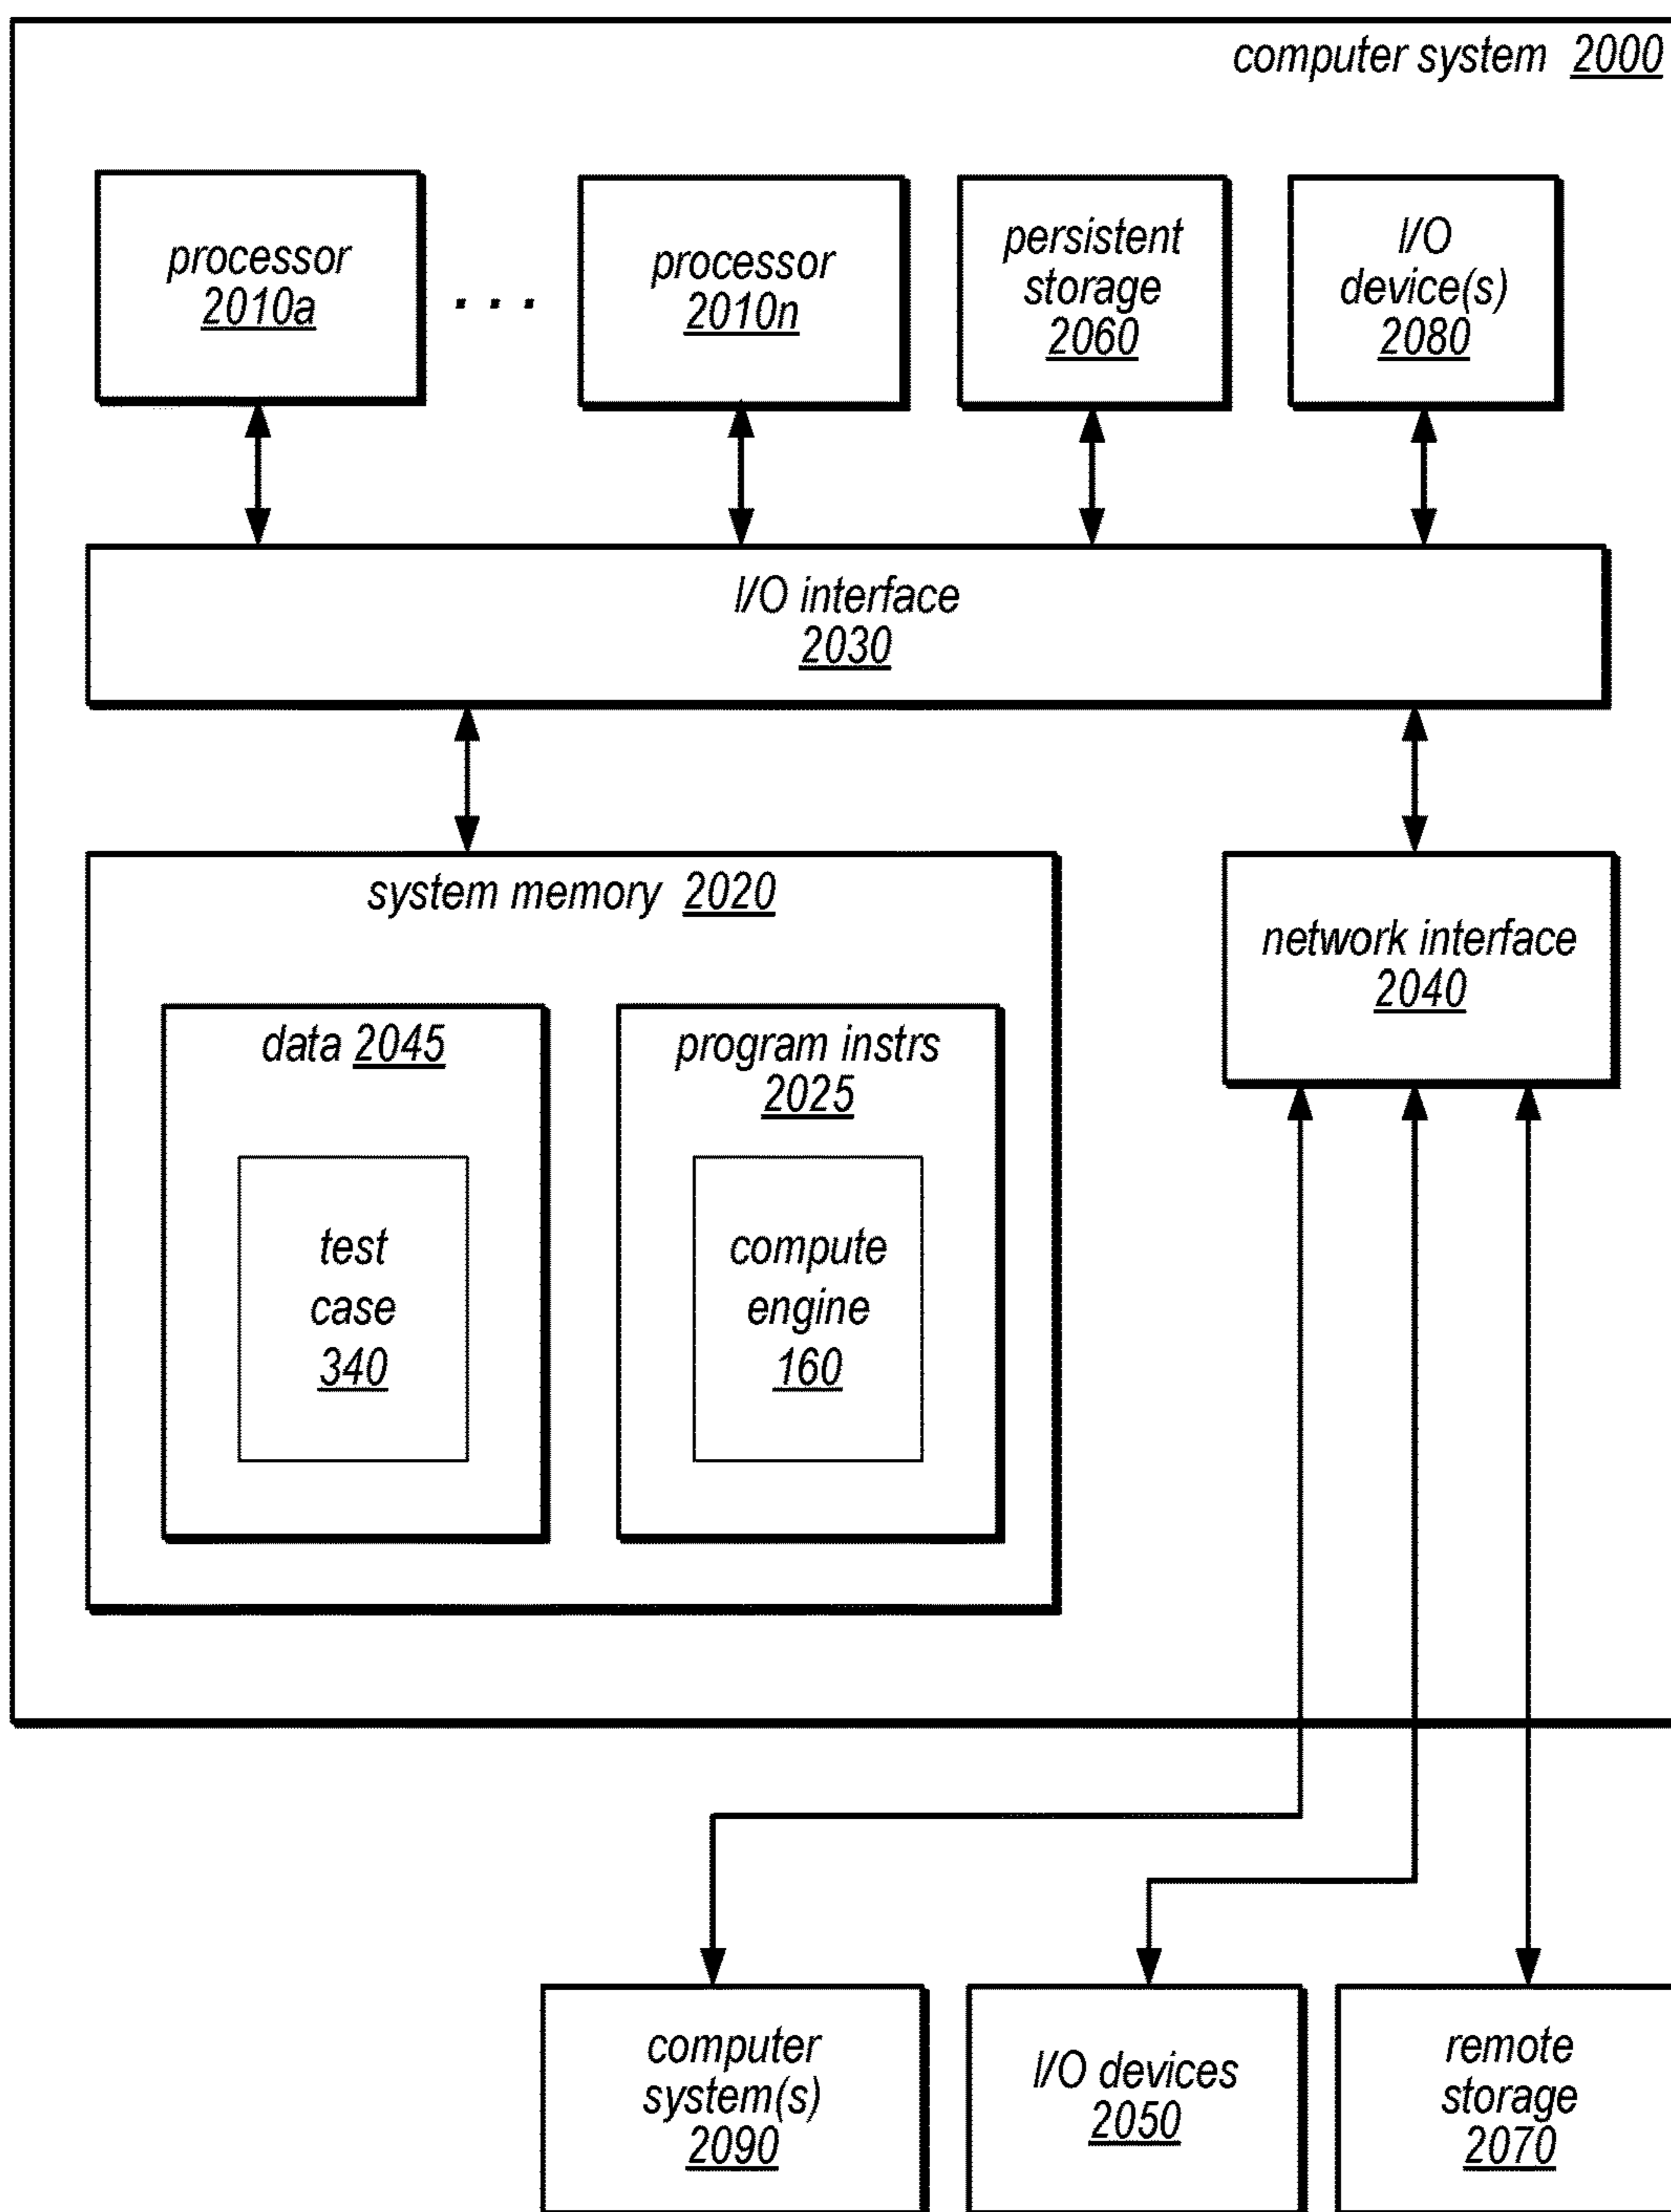 computer system 2000
processor
2010a
. . .
processor
2010n
persistent
storage
2060
I/O
device(s)
2080
I/O interface
2030
system memory 2020
network interface
2040
data 2045
program instrs
2025
test
case
340
compute
engine
160
computer
system(s)
2090
I/O devices
2050
remote
storage
2070